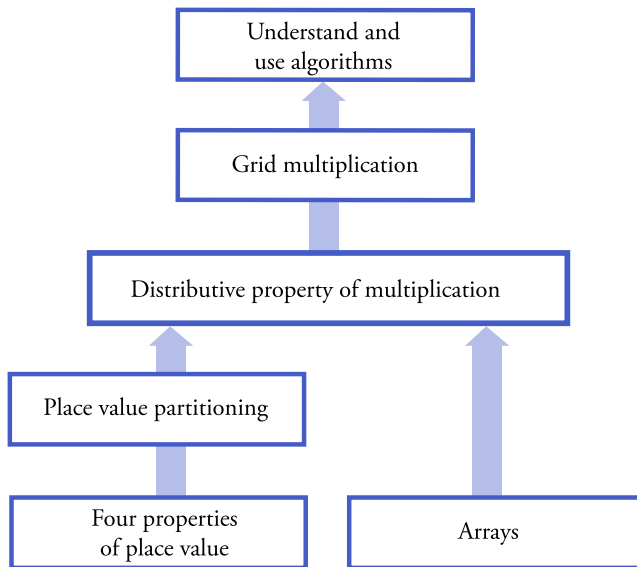 Understand and
use algorithms
Grid multiplication
Distributive property of multiplication
Place value partitioning
Four properties
of place value
Arrays